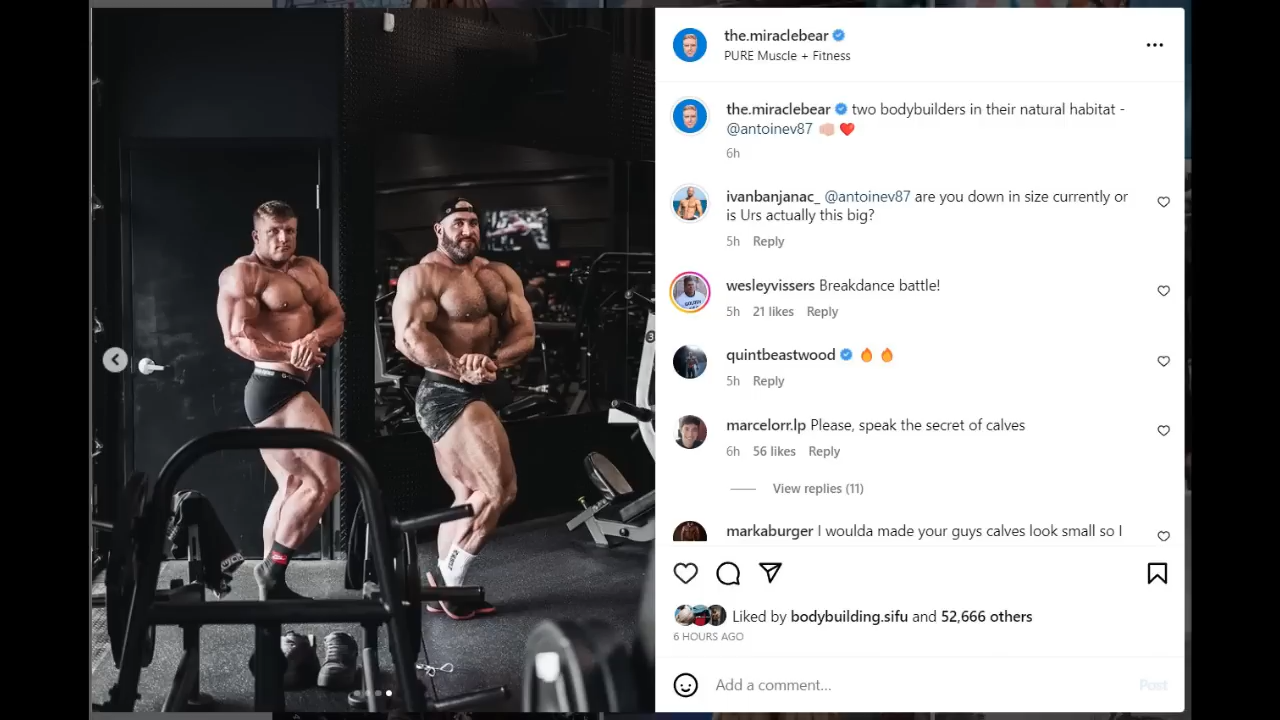 the.miraclebear
PURE Muscle + Fitness
the.miraclebear two bodybuilders in their natural habitat -
@antoinev87 👊🏻 ❤️
6h
ivanbanjanac_ @antoinev87 are you down in size currently or
is Urs actually this big?
5h Reply
wesleyvissers Breakdance battle!
5h 21 likes Reply
quintbeastwood 🔥 🔥
5h Reply
marcelorr.lp Please, speak the secret of calves
6h 56 likes Reply
View replies (11)
markaburger I woulda made your guys calves look small so I
Liked by bodybuilding.sifu and 52,666 others
6 HOURS AGO
Add a comment...
Post